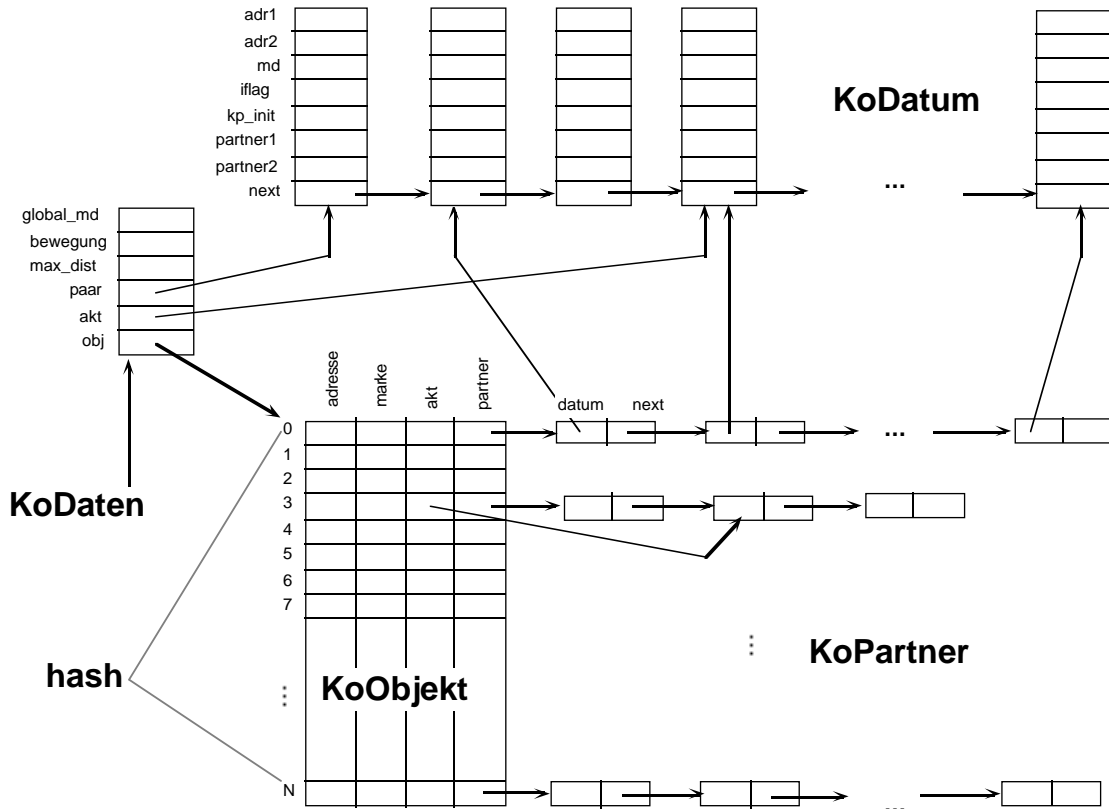 adr1
adr2
md
iflag
kp_init
partner1
partner2
next
KoDatum
...
global_md
bewegung
max_dist
paar
akt
obj
adresse
marke
akt
partner
datum next
0
1
2
3
4
5
6
7
...
KoDaten
hash
...
KoObjekt
...
KoPartner
N
...